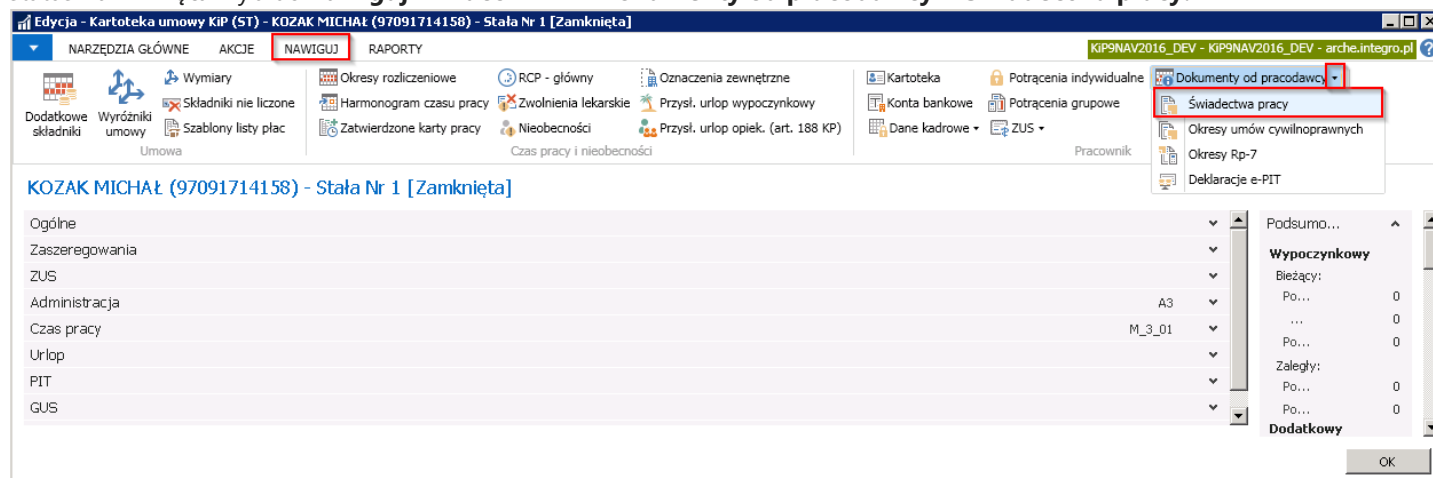 Edycja - Kartoteka umowy KiP (ST) - KOZAK MICHAŁ (97091714158) - Stała Nr 1 [Zamknięta]
NARZĘDZIA GŁÓWNE AKCJE NAWIGUJ RAPORTY KiP9NAV2016_DEV - KiP9NAV2016_DEV - arche.integro.pl
Wymiary Okresy rozliczeniowe RCP - główny Oznaczenia zewnętrzne Kartoteka Potrącenia indywidualne Dokumenty od pracodawcy
Składniki nie liczone Harmonogram czasu pracy Zwolnienia lekarskie Przysł. urlop wypoczynkowy Konta bankowe Potrącenia grupowe Świadectwa pracy
Dodatkowe składniki Wyróżniki umowy Szablony listy płac Zatwierdzone karty pracy Nieobecności Przysł. urlop opiek. (art. 188 KP) Dane kadrowe ZUS Okresy umów cywilnoprawnych
Umowa Czas pracy i nieobecności Pracownik Okresy Rp-7
Deklaracje e-PIT
KOZAK MICHAŁ (97091714158) - Stała Nr 1 [Zamknięta]
Ogólne Podsumo...
Zaszeregowania Wypoczynkowy
ZUS Bieżący:
Administracja A3 Po... 0
Czas pracy M_3_01 ... 0
Po... 0
Urlop Zaległy:
PIT Po... 0
GUS Po... 0
Dodatkowy
OK